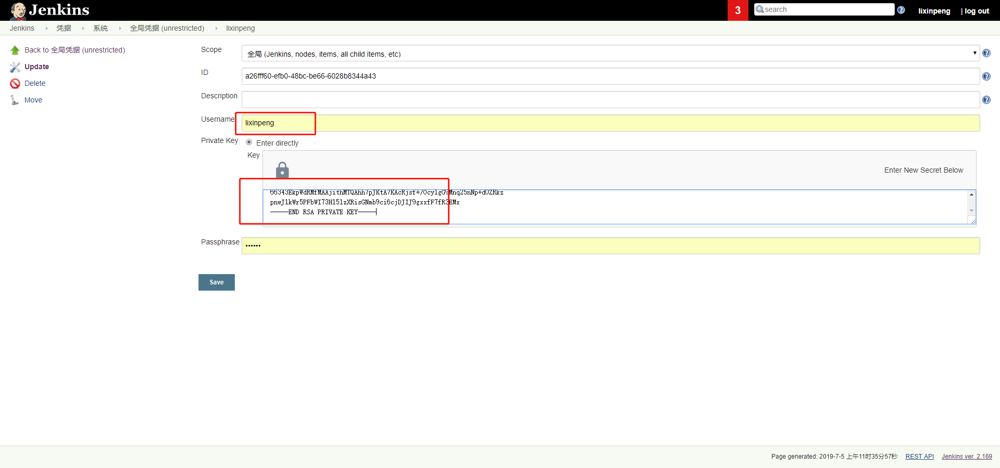 Jenkins
3
search
lixinpeng
| log out
Jenkins
凭据
系统
全局凭据 (unrestricted)
lixinpeng
Back to 全局凭据 (unrestricted)
Update
Delete
Move
Scope
全局 (Jenkins, nodes, items, all child items, etc)
ID
a26fff60-efb0-48bc-be66-6028b8344a43
Description
Username
lixinpeng
Private Key
Enter directly
Key
Enter New Secret Below
-----END RSA PRIVATE KEY-----
Passphrase
••••••
Save
Page generated: 2019-7-5 上午11时35分57秒
REST API
Jenkins ver. 2.169